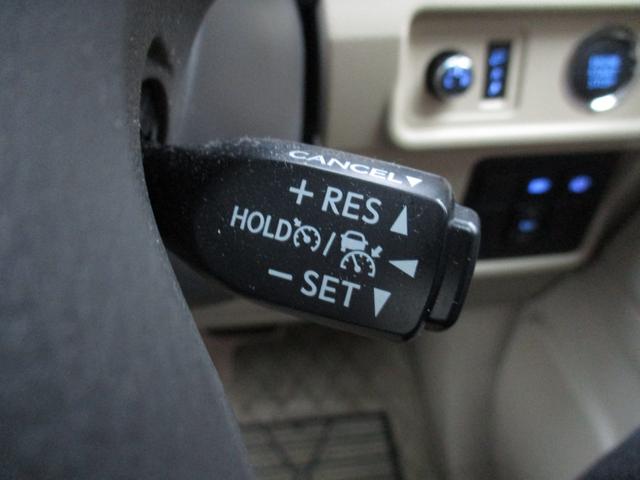 CANCEL
+ RES
HOLD /
- SET